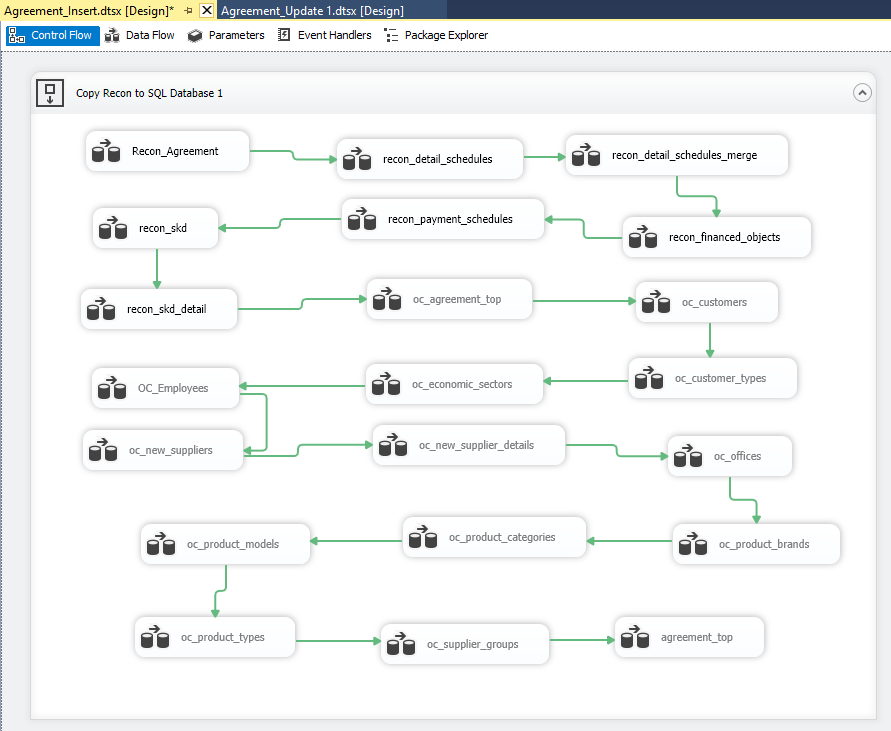 Agreement_Insert.dtsx [Design]* Agreement_Update 1.dtsx [Design]
Control Flow Data Flow Parameters Event Handlers Package Explorer
Copy Recon to SQL Database 1
Recon_Agreement
recon_detail_schedules
recon_detail_schedules_merge
recon_financed_objects
recon_payment_schedules
recon_skd
recon_skd_detail
oc_agreement_top
oc_customers
oc_customer_types
oc_economic_sectors
OC_Employees
oc_new_suppliers
oc_new_supplier_details
oc_offices
oc_product_brands
oc_product_categories
oc_product_models
oc_product_types
oc_supplier_groups
agreement_top